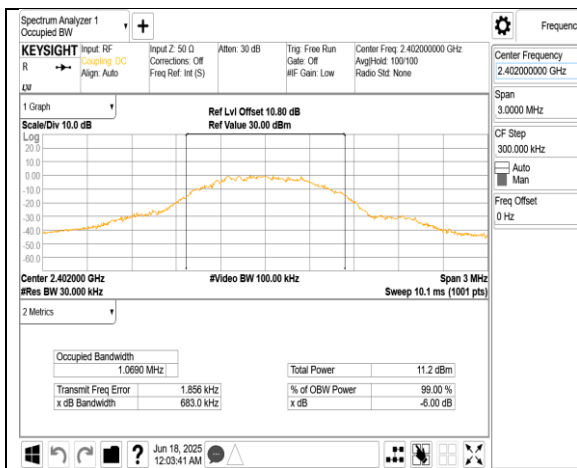 Spectrum Analyzer 1
Occupied BW
Frequenc
KEYSIGHT
R
Input: RF
Coupling: DC
Align: Auto
Input Z: 50 Ω
Corrections: Off
Freq Ref: Int (S)
Atten: 30 dB
Trig: Free Run
Gate: Off
#IF Gain: Low
Center Freq: 2.402000000 GHz
Avg|Hold: 100/100
Radio Std: None
Center Frequency
2.402000000 GHz
Span
3.0000 MHz
CF Step
300.000 kHz
Auto
Man
Freq Offset
0 Hz
1 Graph
Ref Lvl Offset 10.80 dB
Scale/Div 10.0 dB
Ref Value 30.00 dBm
Log
20.0
10.0
0.00
-10.0
-20.0
-30.0
-40.0
-50.0
-60.0
Center 2.402000 GHz
#Video BW 100.00 kHz
Span 3 MHz
#Res BW 30.000 kHz
Sweep 10.1 ms (1001 pts)
2 Metrics
Occupied Bandwidth
1.0690 MHz
Total Power 11.2 dBm
Transmit Freq Error 1.856 kHz
% of OBW Power 99.00 %
x dB Bandwidth 683.0 kHz
x dB -6.00 dB
Jun 18, 2025
12:03:41 AM